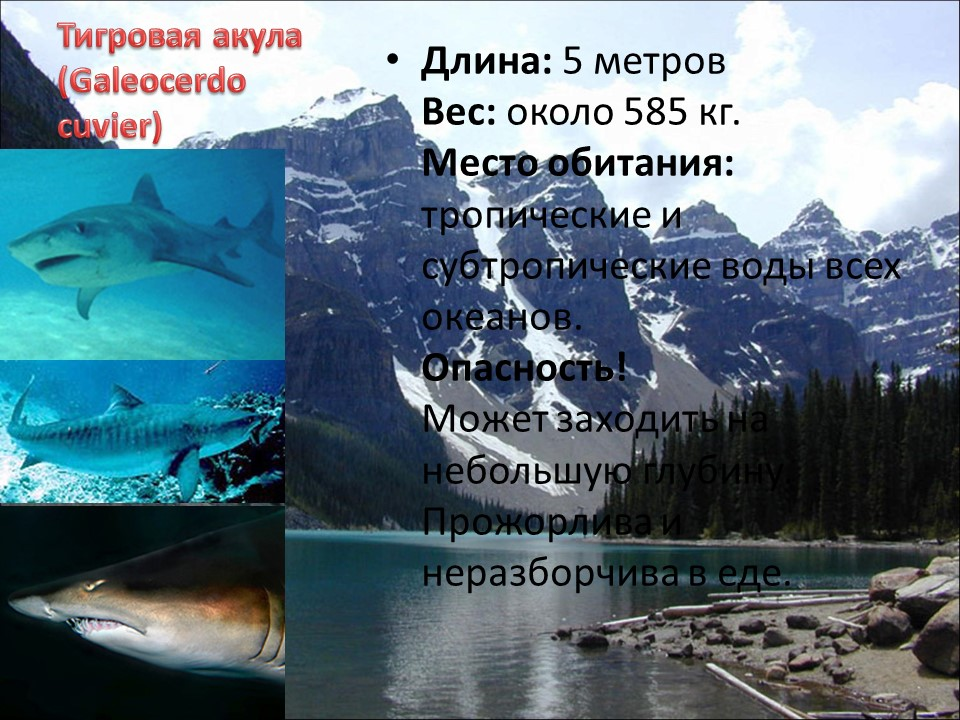 Тигровая акула
(Galeocerdo
cuvier)
• Длина: 5 метров
Вес: около 585 кг.
Место обитания:
тропические и
субтропические воды всех
океанов.
Опасность!
Может заходить на
небольшую глубину.
Прожорлива и
неразборчива в еде.